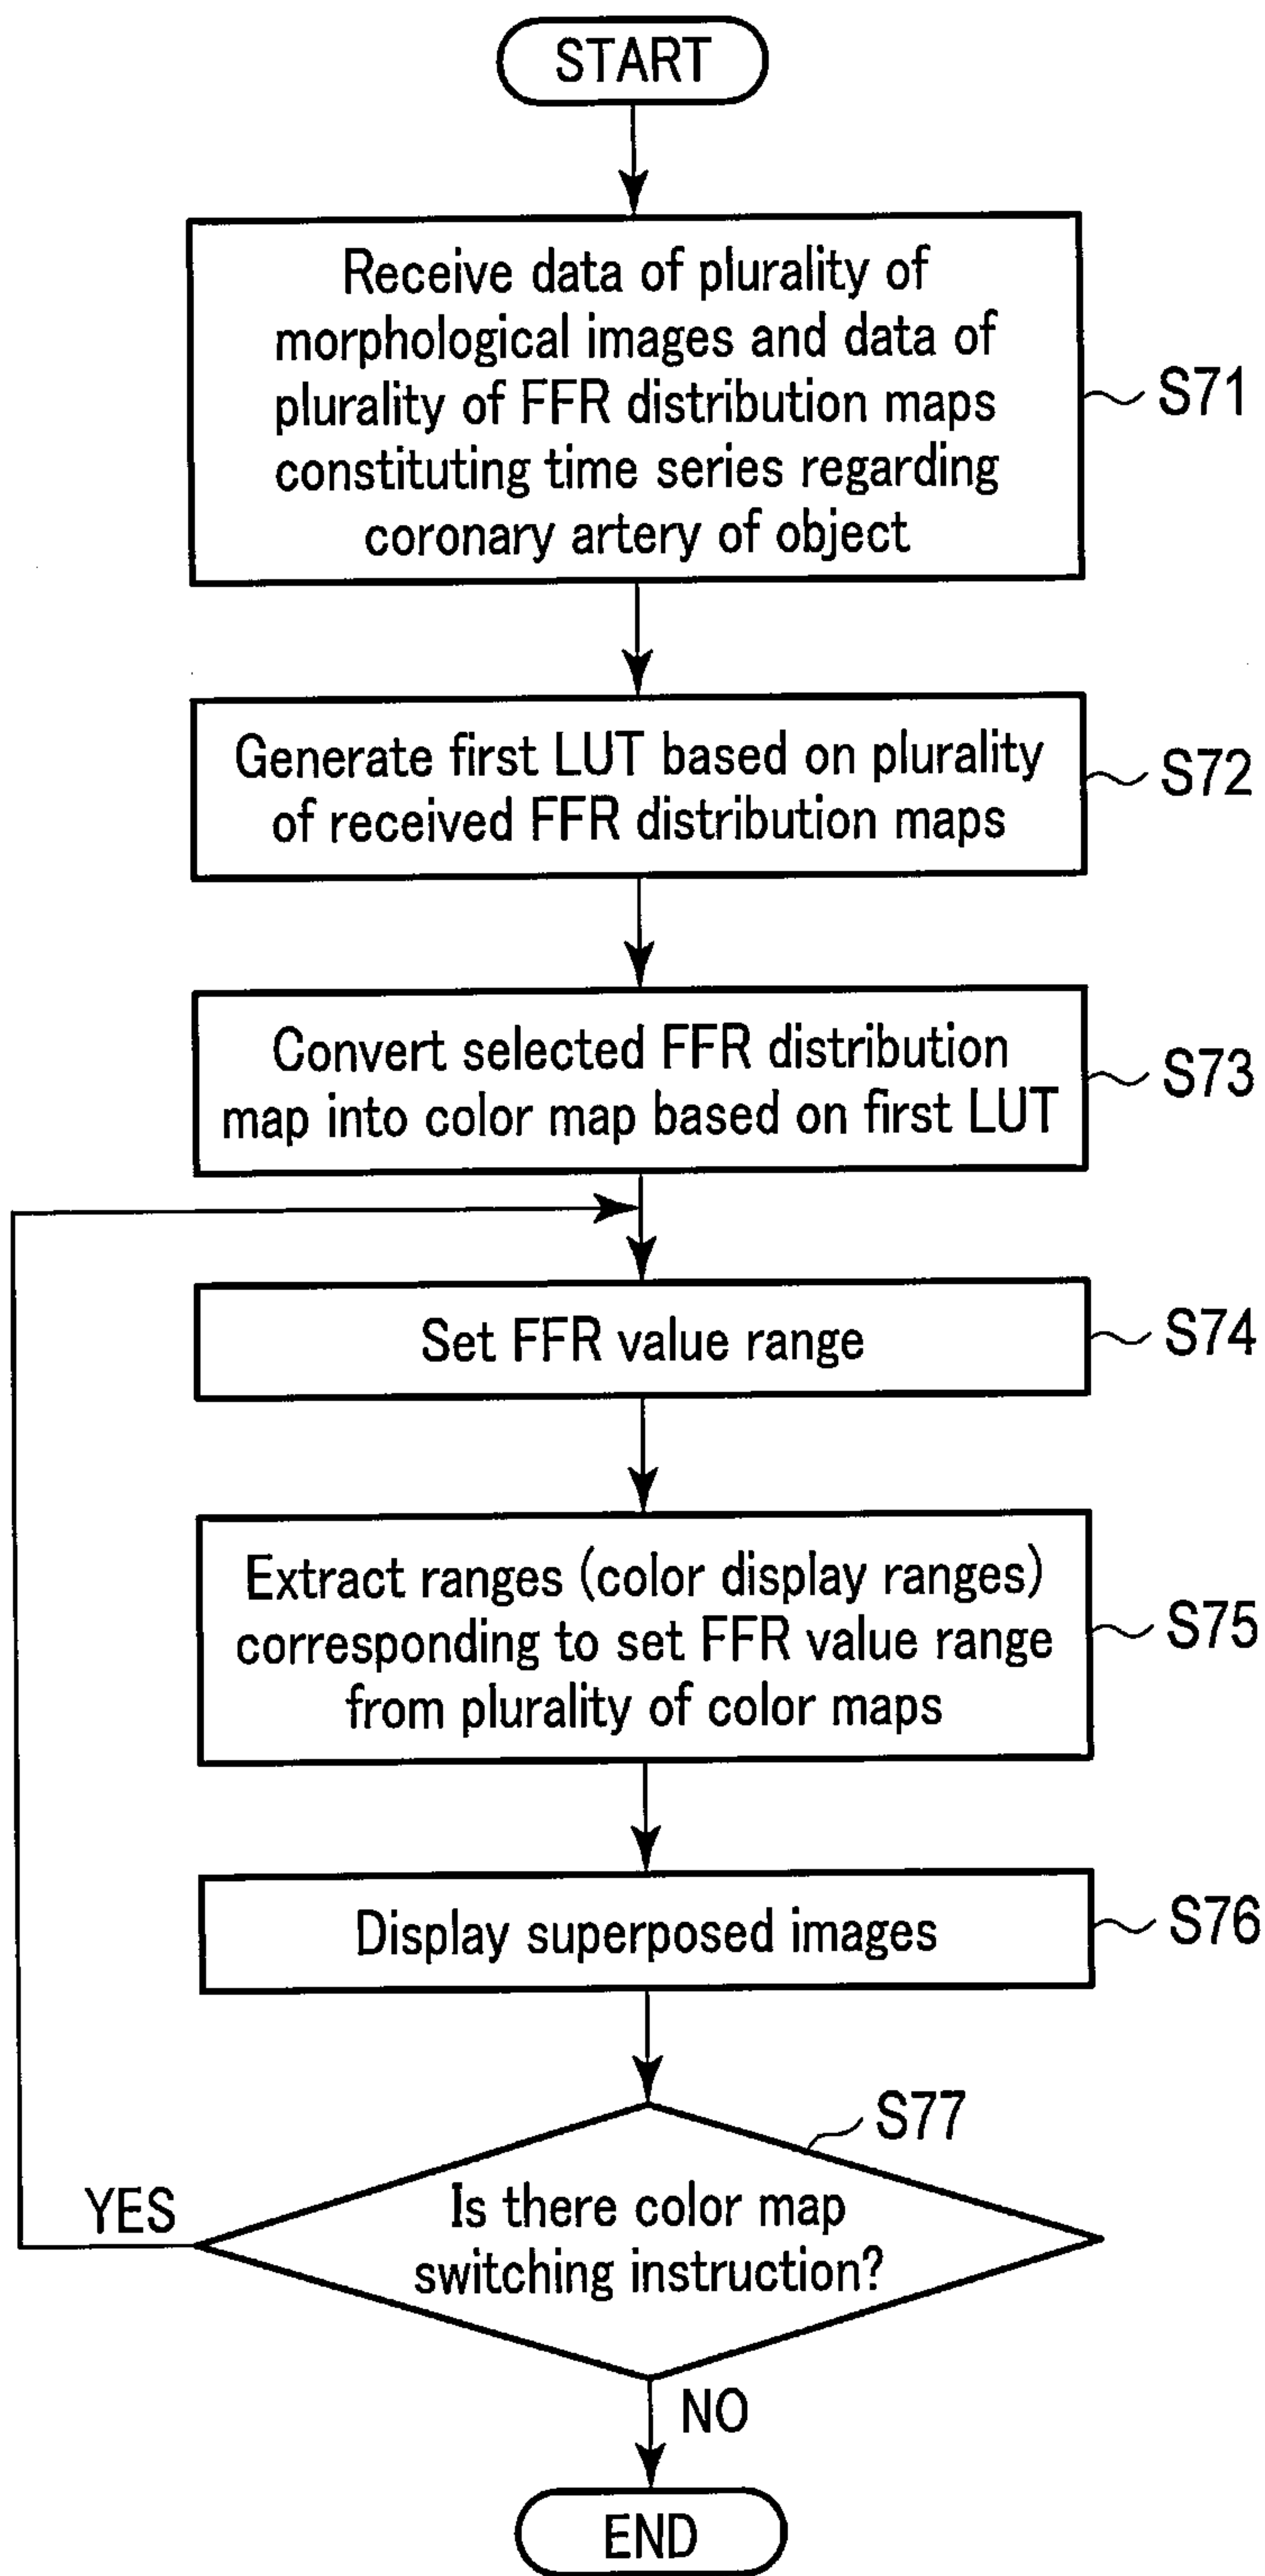 START
Receive data of plurality of
morphological images and data of
plurality of FFR distribution maps
constituting time series regarding
coronary artery of object
S71
Generate first LUT based on plurality
of received FFR distribution maps
S72
Convert selected FFR distribution
map into color map based on first LUT
S73
Set FFR value range
S74
Extract ranges (color display ranges)
corresponding to set FFR value range
from plurality of color maps
S75
Display superposed images
S76
S77
Is there color map
switching instruction?
YES
NO
END